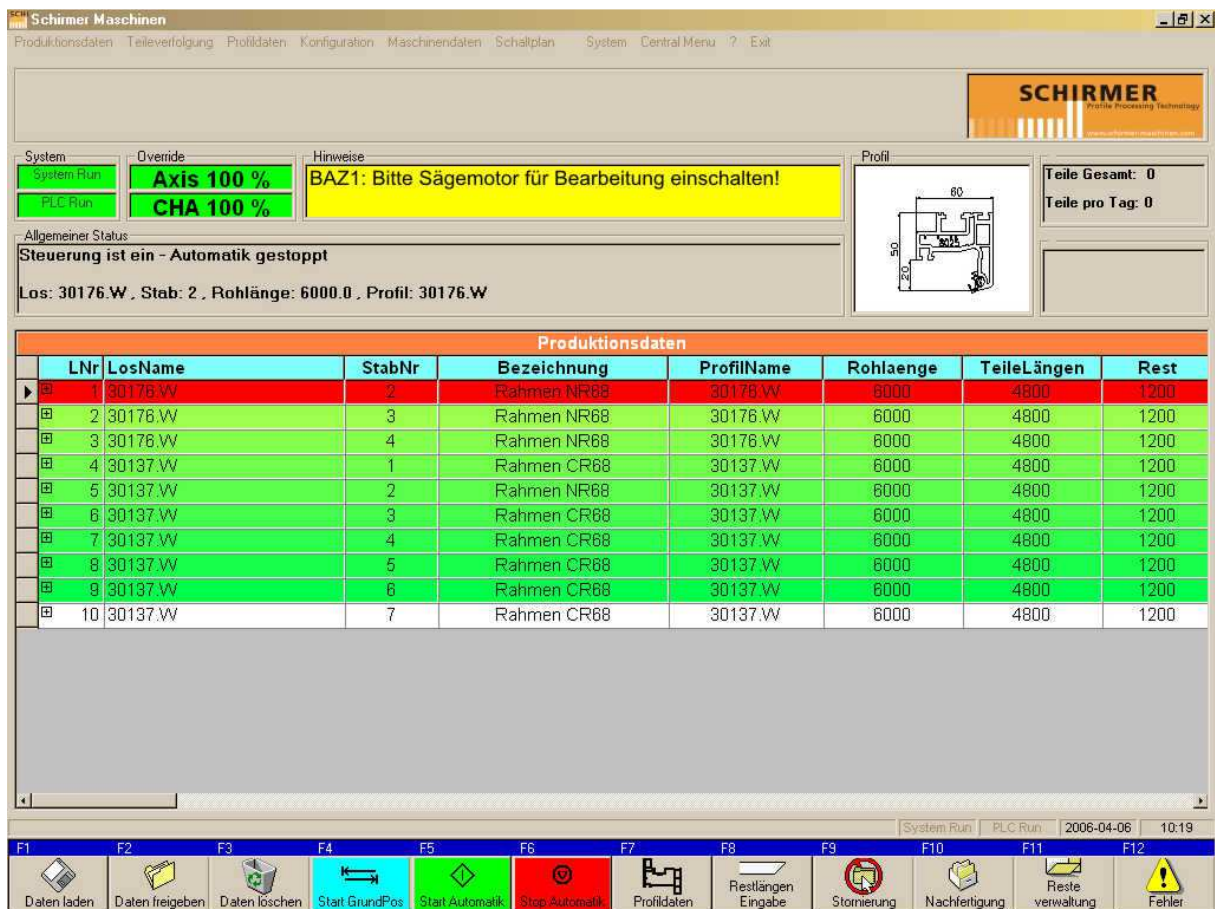 Schirmer Maschinen
Produktionsdaten Teileverfolgung Profildaten Konfiguration Maschinendaten Schaltplan System Central Menu ? Exit
SCHIRMER
Profile Processing Technology
www.schirmer-maschinen.com
System
System Run
PLC Run
Override
Axis 100 %
CHA 100 %
Hinweise
BAZ1: Bitte Sägemotor für Bearbeitung einschalten!
Profil
60
50
20
Teile Gesamt: 0
Teile pro Tag: 0
Allgemeiner Status
Steuerung ist ein - Automatik gestoppt
Los: 30176.W , Stab: 2 , Rohlänge: 6000.0 , Profil: 30176.W
Produktionsdaten
LNr LosName StabNr Bezeichnung ProfilName Rohlaenge TeileLängen Rest
1 30176.W 2 Rahmen NR68 30176.W 6000 4800 1200
2 30176.W 3 Rahmen NR68 30176.W 6000 4800 1200
3 30176.W 4 Rahmen NR68 30176.W 6000 4800 1200
4 30137.W 1 Rahmen CR68 30137.W 6000 4800 1200
5 30137.W 2 Rahmen NR68 30137.W 6000 4800 1200
6 30137.W 3 Rahmen CR68 30137.W 6000 4800 1200
7 30137.W 4 Rahmen CR68 30137.W 6000 4800 1200
8 30137.W 5 Rahmen CR68 30137.W 6000 4800 1200
9 30137.W 6 Rahmen CR68 30137.W 6000 4800 1200
10 30137.W 7 Rahmen CR68 30137.W 6000 4800 1200
System Run PLC Run 2006-04-06 10:19
F1 F2 F3 F4 F5 F6 F7 F8 F9 F10 F11 F12
Daten laden
Daten freigeben
Daten löschen
Start GrundPos
Start Automatik
Stop Automatik
Profildaten
Restlängen
Eingabe
Stornierung
Nachfertigung
Reste
verwaltung
Fehler